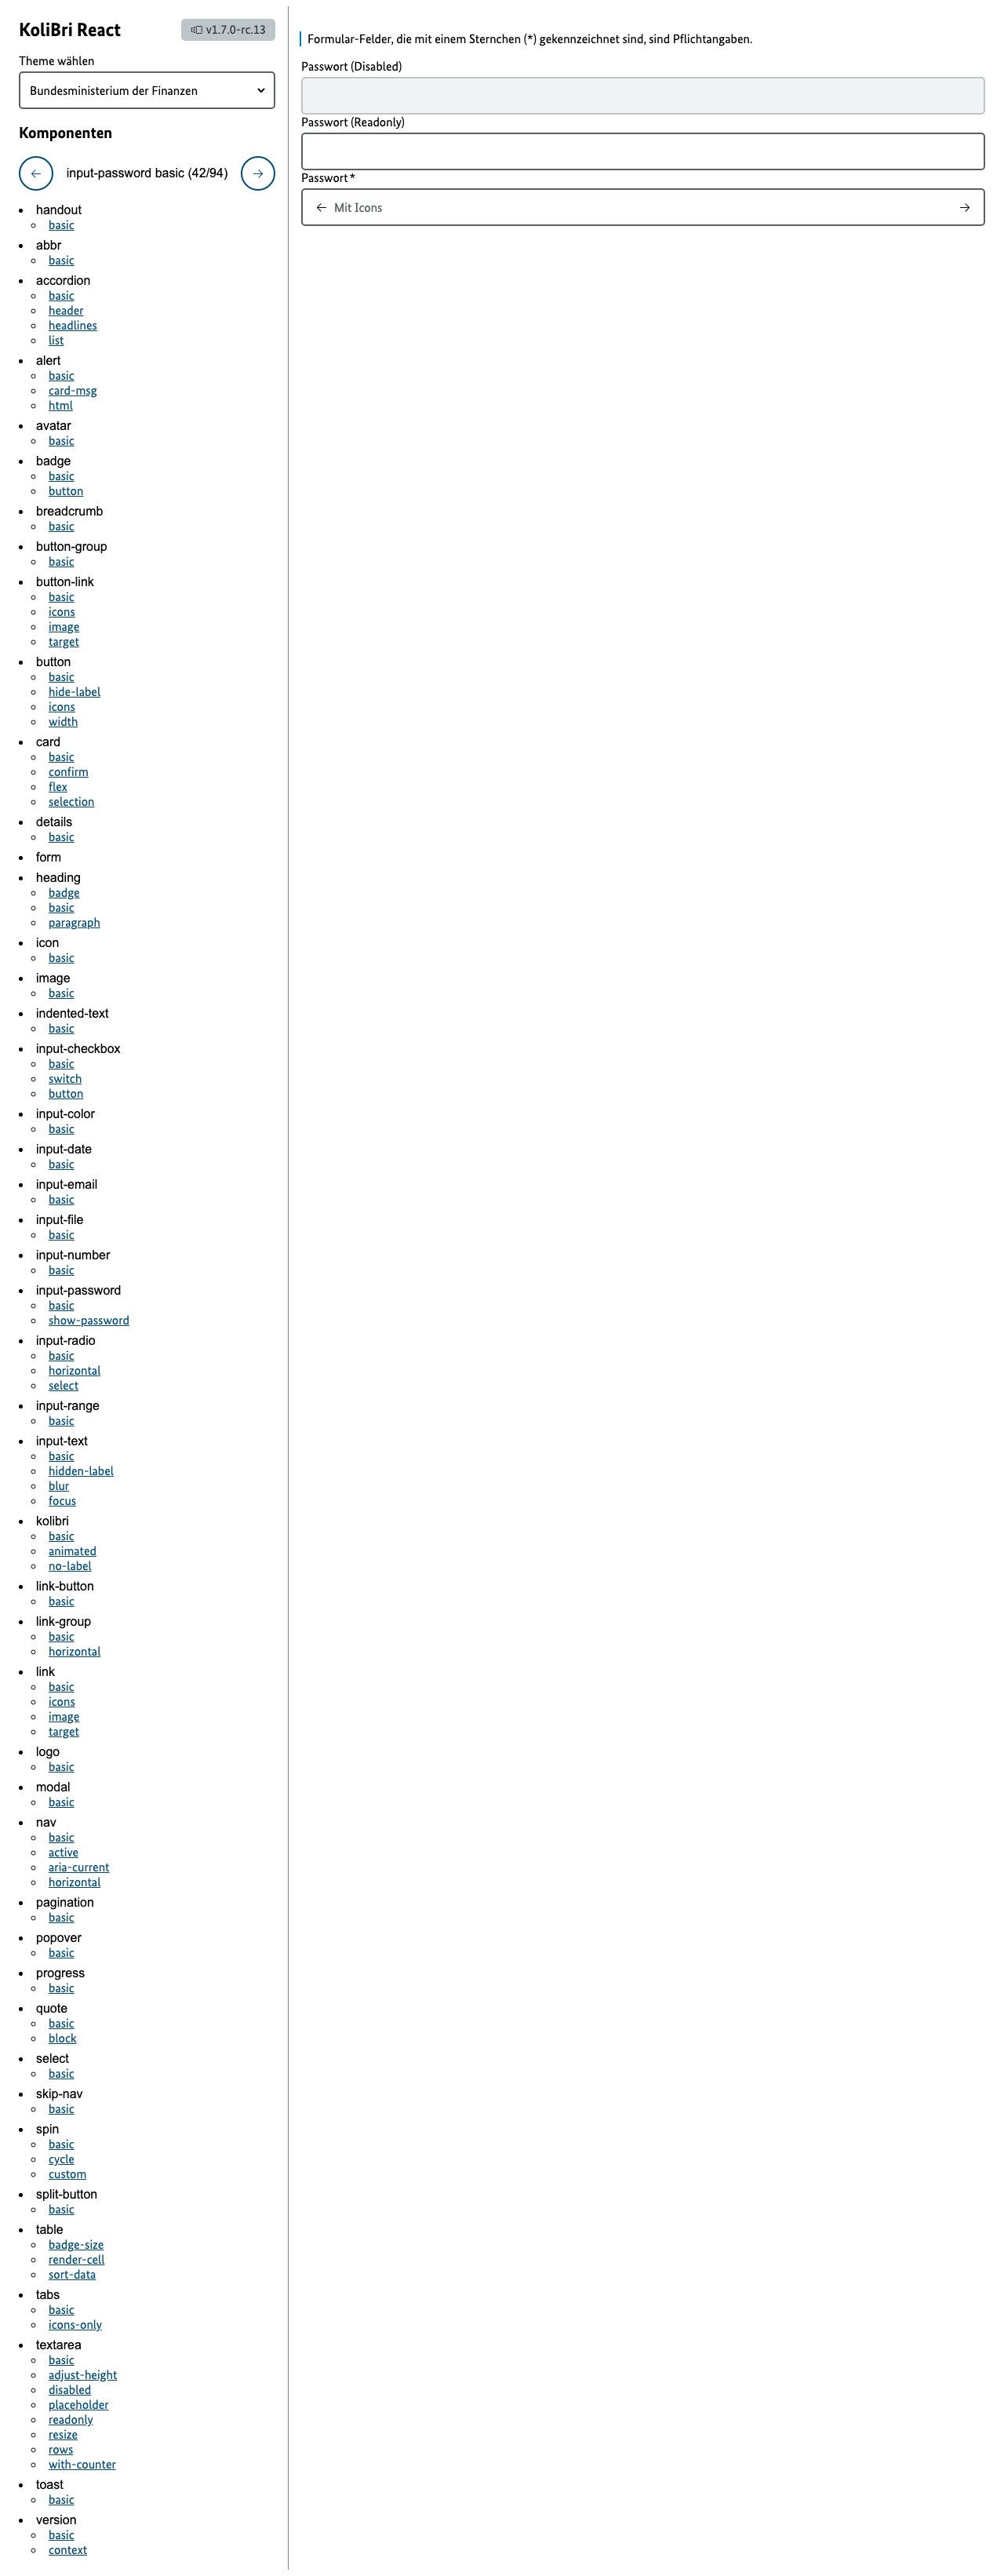 KoliBri React
v1.7.0-rc.13
Theme wählen
Bundesministerium der Finanzen
Komponenten
input-password basic (42/94)
handout
basic
abbr
basic
accordion
basic
header
headlines
list
alert
basic
card-msg
html
avatar
basic
badge
basic
button
breadcrumb
basic
button-group
basic
button-link
basic
icons
image
target
button
basic
hide-label
icons
width
card
basic
confirm
flex
selection
details
basic
form
heading
badge
basic
paragraph
icon
basic
image
basic
indented-text
basic
input-checkbox
basic
switch
button
input-color
basic
input-date
basic
input-email
basic
input-file
basic
input-number
basic
input-password
basic
show-password
input-radio
basic
horizontal
select
input-range
basic
input-text
basic
hidden-label
blur
focus
kolibri
basic
animated
no-label
link-button
basic
link-group
basic
horizontal
link
basic
icons
image
target
logo
basic
modal
basic
nav
basic
active
aria-current
horizontal
pagination
basic
popover
basic
progress
basic
quote
basic
block
select
basic
skip-nav
basic
spin
basic
cycle
custom
split-button
basic
table
badge-size
render-cell
sort-data
tabs
basic
icons-only
textarea
basic
adjust-height
disabled
placeholder
readonly
resize
rows
with-counter
toast
basic
version
basic
context
Formular-Felder, die mit einem Sternchen (*) gekennzeichnet sind, sind Pflichtangaben.
Passwort (Disabled)
Passwort (Readonly)
Passwort*
Mit Icons